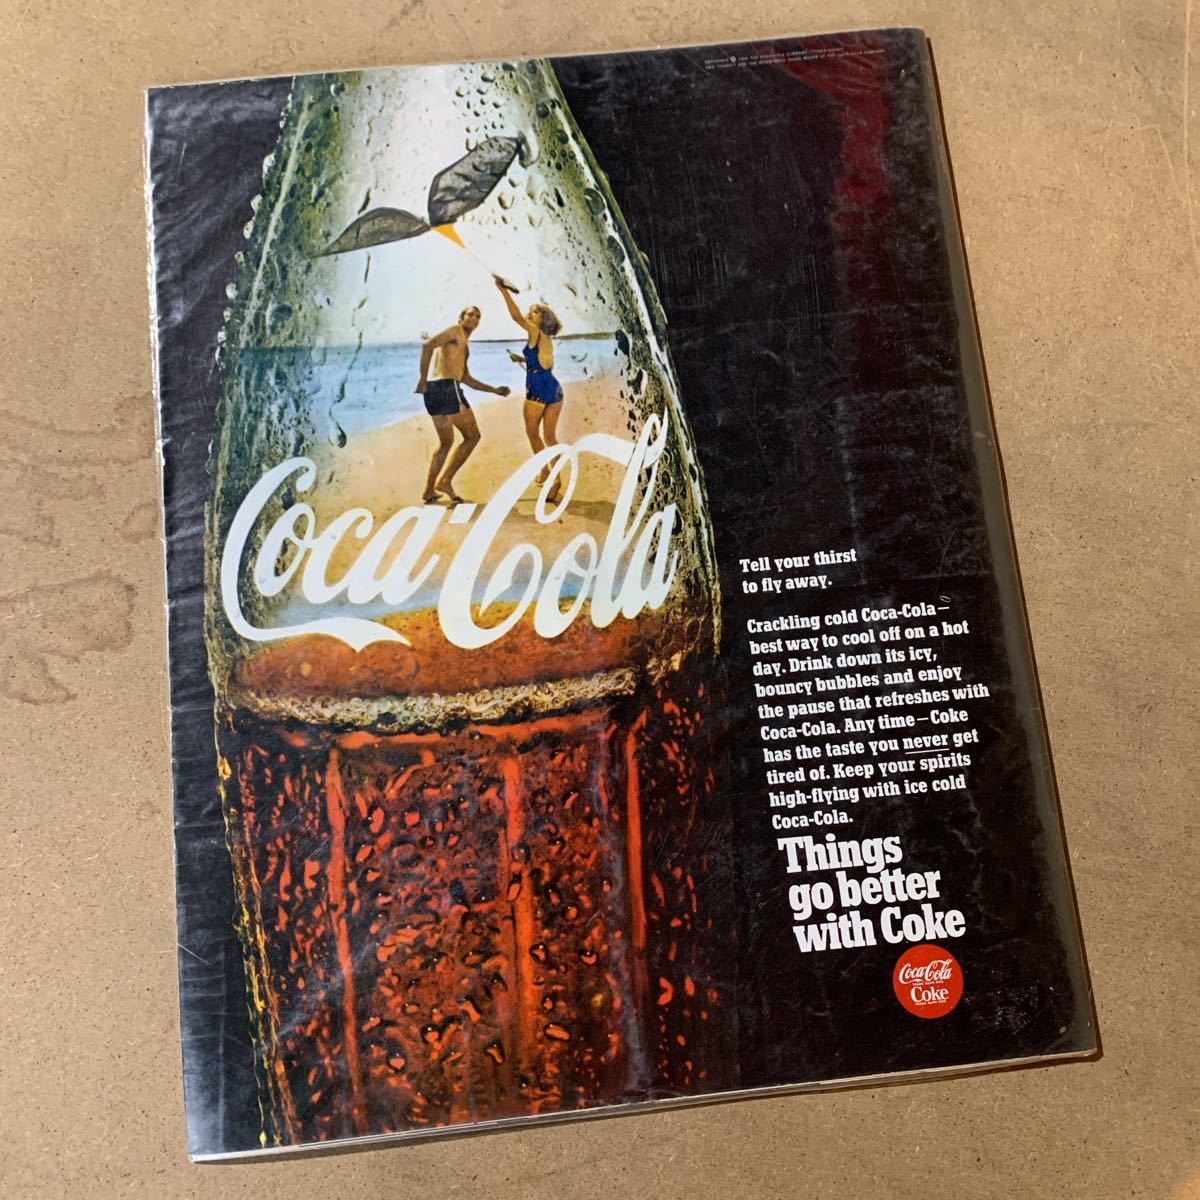 Coca-Cola
Tell your thirst
to fly away.
Crackling cold Coca-Cola—
best way to cool off on a hot
day. Drink down its icy,
bouncy bubbles and enjoy
the pause that refreshes with
Coca-Cola. Any time—Coke
has the taste you never get
tired of. Keep your spirits
high-flying with ice cold
Coca-Cola.
Things
go better
with Coke
Coca-Cola
Coke